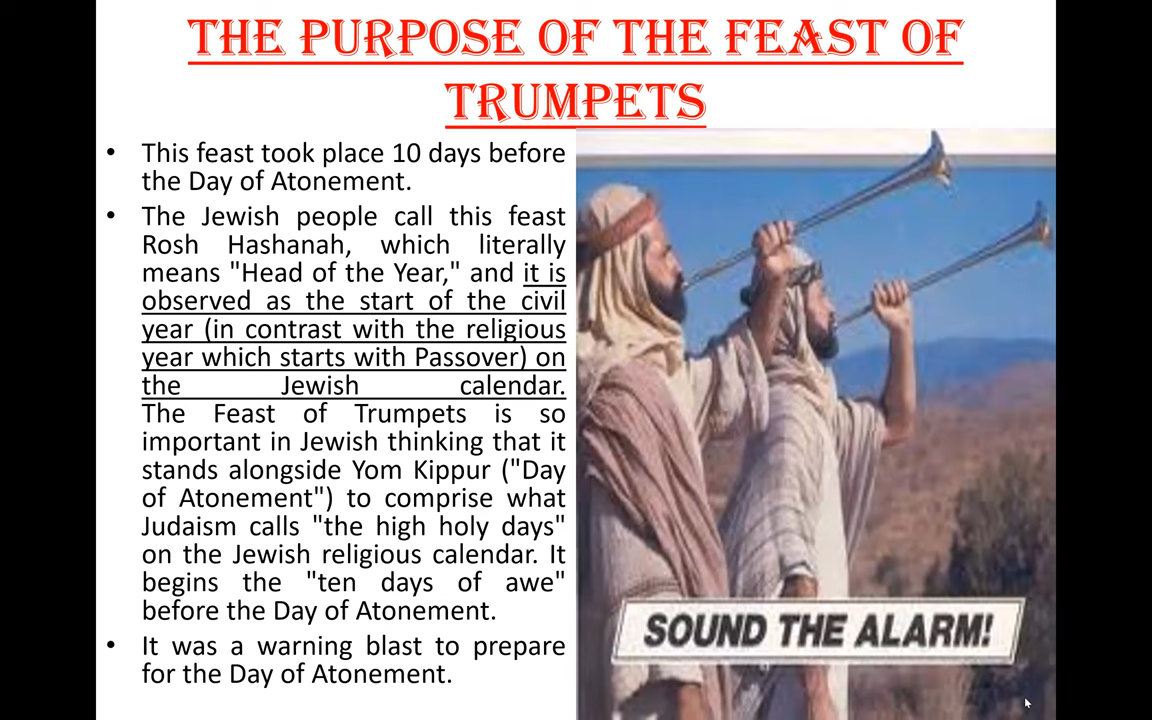 THE PURPOSE OF THE FEAST OF
TRUMPETS
• This feast took place 10 days before
the Day of Atonement.
• The Jewish people call this feast
Rosh Hashanah, which literally
means "Head of the Year," and it is
observed as the start of the civil
year (in contrast with the religious
year which starts with Passover) on
the Jewish calendar.
The Feast of Trumpets is so
important in Jewish thinking that it
stands alongside Yom Kippur ("Day
of Atonement") to comprise what
Judaism calls "the high holy days"
on the Jewish religious calendar. It
begins the "ten days of awe"
before the Day of Atonement.
• It was a warning blast to prepare
for the Day of Atonement.
SOUND THE ALARM!